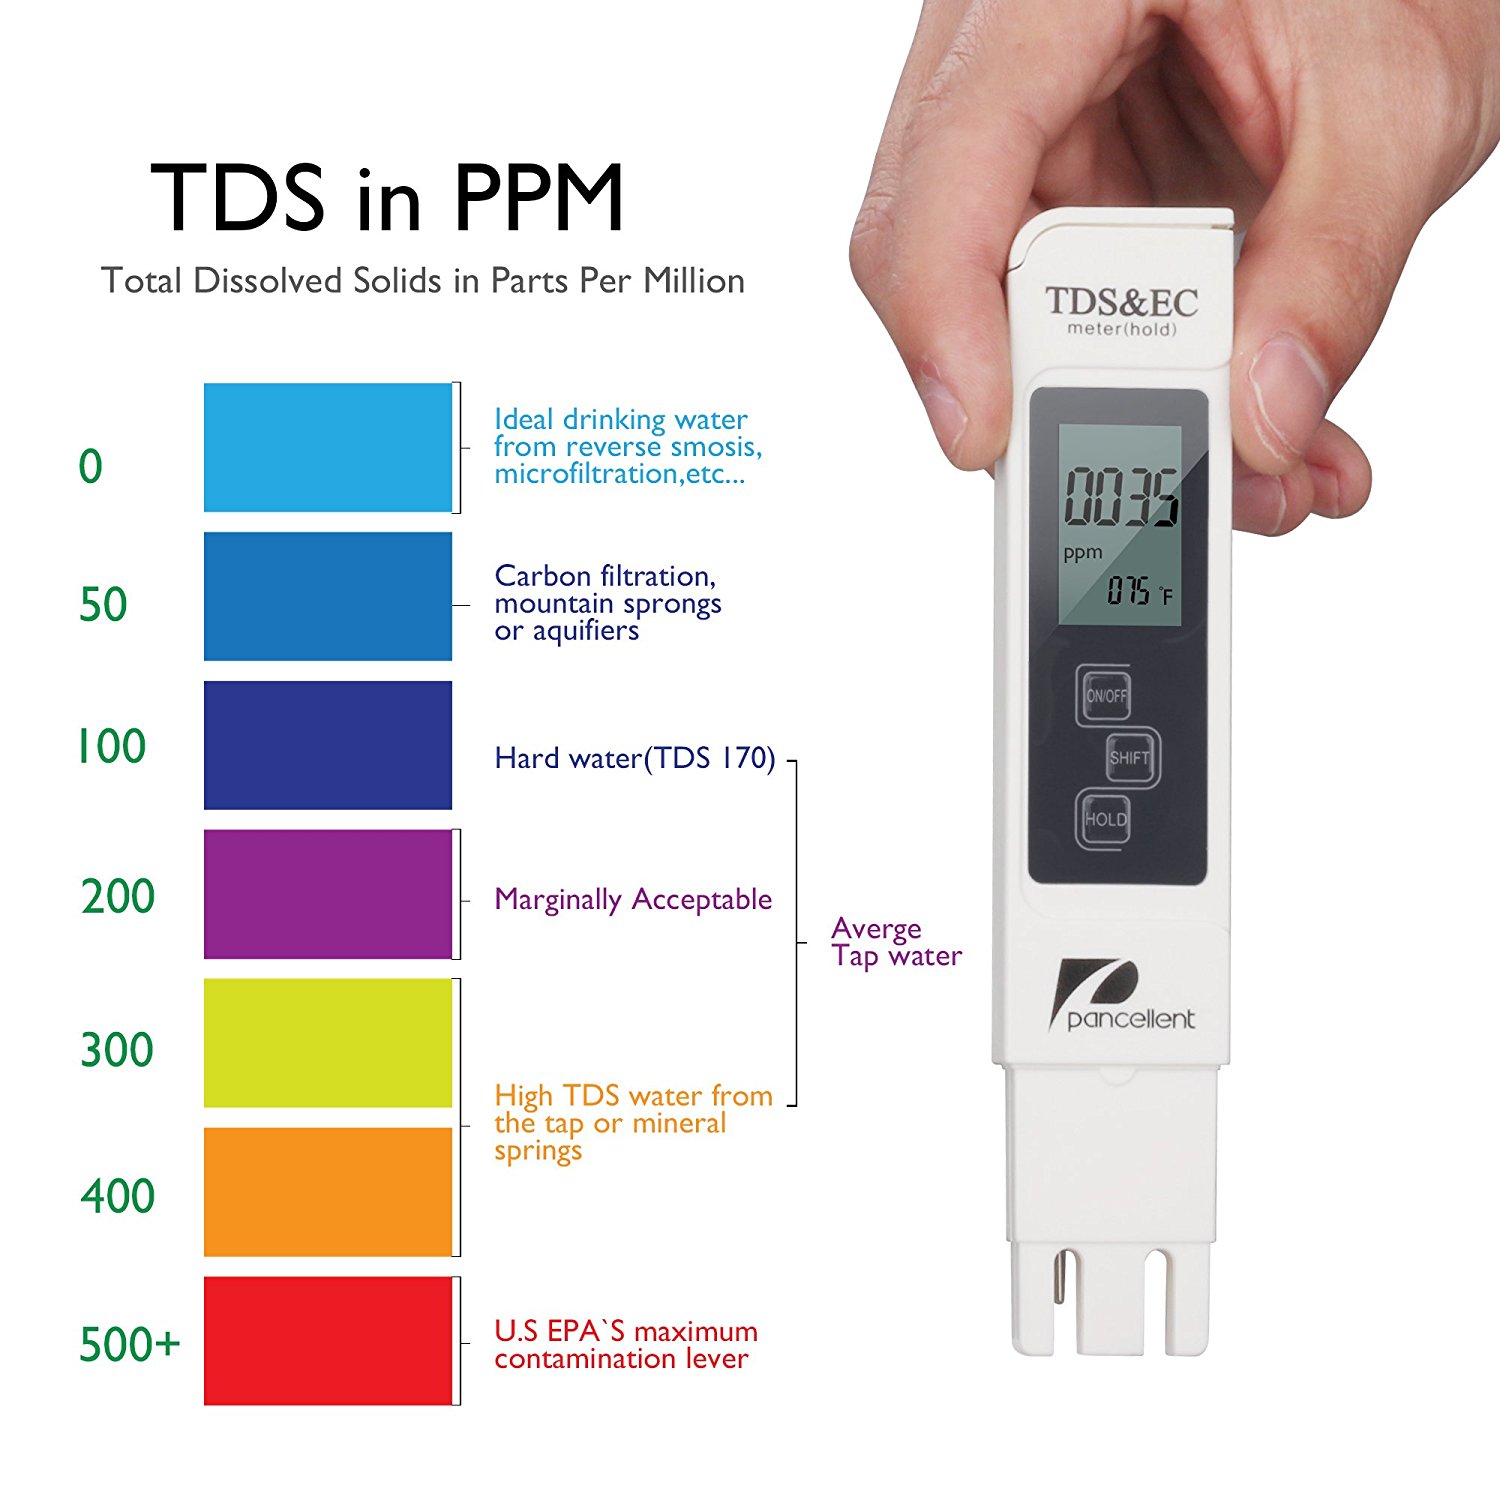 TDS in PPM
Total Dissolved Solids in Parts Per Million
0
Ideal drinking water
from reverse smosis,
microfiltration,etc...
50
Carbon filtration,
mountain sprongs
or aquifiers
100
Hard water(TDS 170)
200
Marginally Acceptable
Averge
Tap water
300
High TDS water from
the tap or mineral
springs
400
500+
U.S EPA`S maximum
contamination lever
TDS&EC
meter(hold)
0035
ppm
075 °F
ON/OFF
SHIFT
HOLD
pancellent